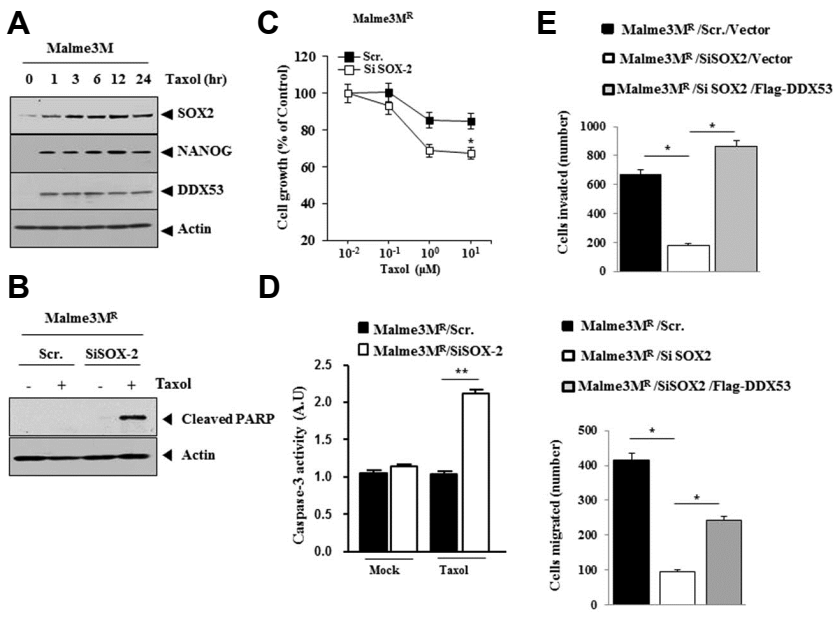 A
Malme3M
0 1 3 6 12 24 Taxol (hr)
SOX2
NANOG
DDX53
Actin
B
Malme3MR
Scr. SiSOX-2
- + - + Taxol
Cleaved PARP
Actin
C
Malme3MR
Scr.
Si SOX-2
Cell growth (% of Control)
120
100
80
60
40
20
*
10-2 10-1 100 101
Taxol (µM)
D
Malme3MR/Scr.
Malme3MR/SiSOX-2
Caspase-3 activity (A.U)
2.5
2.0
1.5
1.0
0.5
0.0
**
Mock Taxol
E
Malme3MR /Scr./Vector
Malme3MR /SiSOX2/Vector
Malme3MR /Si SOX2 /Flag-DDX53
Cells invaded (number)
1000
800
600
400
200
0
* *
Malme3MR /Scr.
Malme3MR /Si SOX2
Malme3MR /SiSOX2 /Flag-DDX53
Cells migrated (number)
500
400
300
200
100
0
*
*